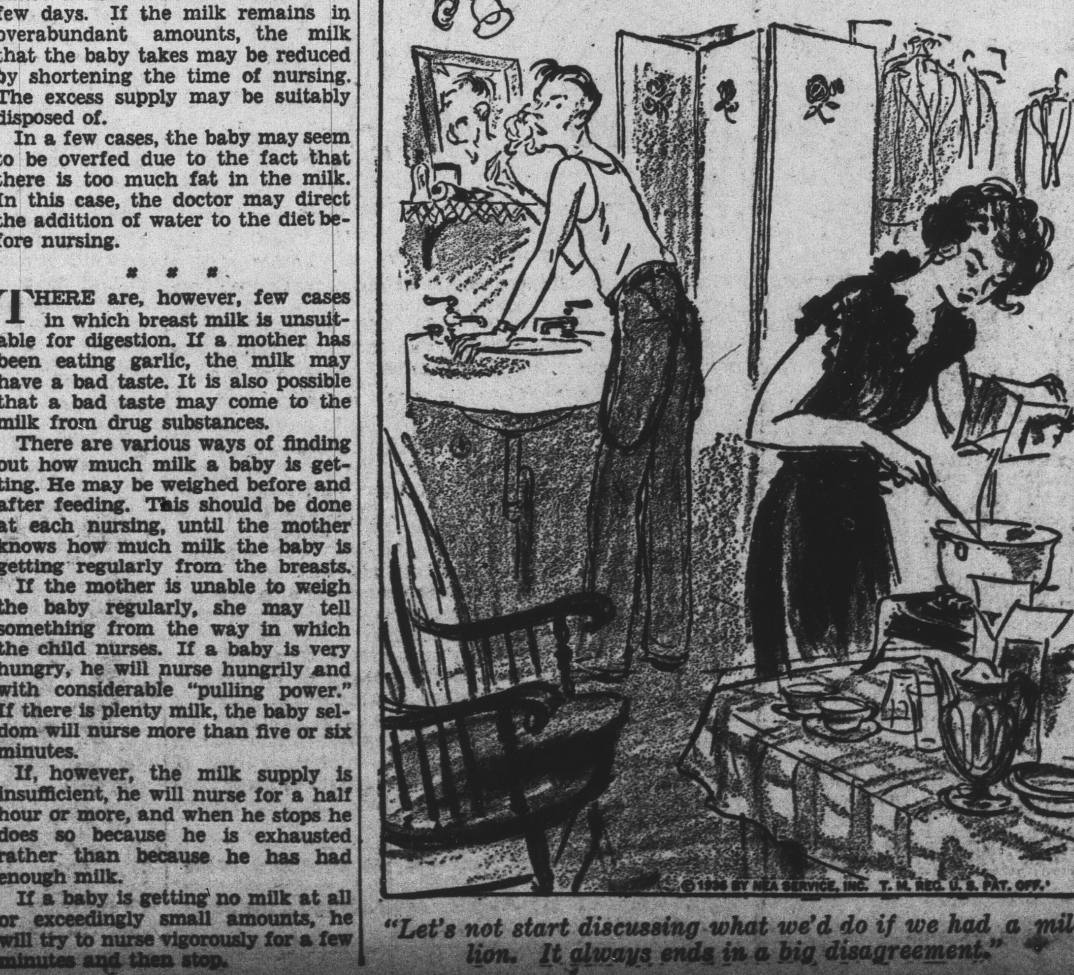 few days. If the milk remains in
overabundant amounts, the milk
that the baby takes may be reduced
by shortening the time of nursing.
The excess supply may be suitably
disposed of.
In a few cases, the baby may seem
to be overfed due to the fact that
there is too much fat in the milk.
In this case, the doctor may direct
the addition of water to the diet be-
fore nursing.
* * *
THERE are, however, few cases
in which breast milk is unsuit-
able for digestion. If a mother has
been eating garlic, the milk may
have a bad taste. It is also possible
that a bad taste may come to the
milk from drug substances.
There are various ways of finding
out how much milk a baby is get-
ting. He may be weighed before and
after feeding. This should be done
at each nursing, until the mother
knows how much milk the baby is
getting regularly from the breasts.
If the mother is unable to weigh
the baby regularly, she may tell
something from the way in which
the child nurses. If a baby is very
hungry, he will nurse hungrily and
with considerable "pulling power."
If there is plenty milk, the baby sel-
dom will nurse more than five or six
minutes.
If, however, the milk supply is
insufficient, he will nurse for a half
hour or more, and when he stops he
does so because he is exhausted
rather than because he has had
enough milk.
If a baby is getting no milk at all
or exceedingly small amounts, he
will try to nurse vigorously for a few
minutes and then stop.
© 1936 BY NEA SERVICE, INC. T. M. REG. U. S. PAT. OFF.
"Let's not start discussing what we'd do if we had a mil-
lion. It always ends in a big disagreement."